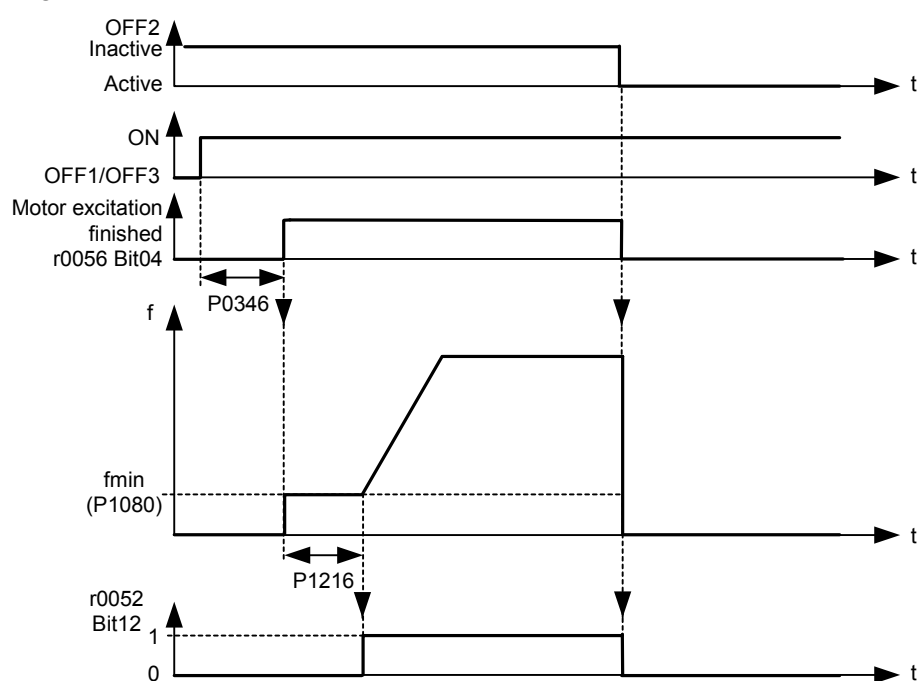 OFF2
Inactive
Active
t
ON
OFF1/OFF3
t
Motor excitation
finished
r0056 Bit04
t
P0346
f
fmin
(P1080)
t
P1216
r0052
Bit12
1
0
t